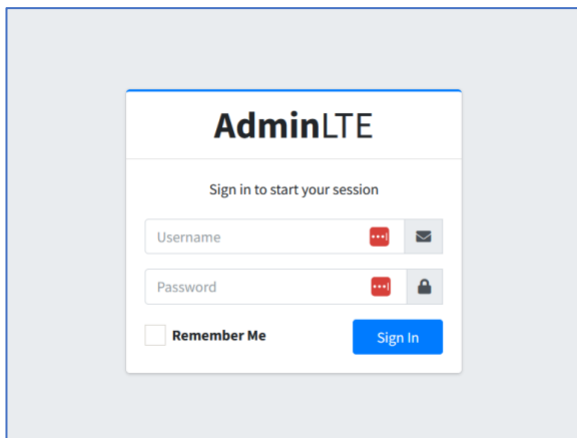 AdminLTE
Sign in to start your session
Username
Password
Remember Me
Sign In